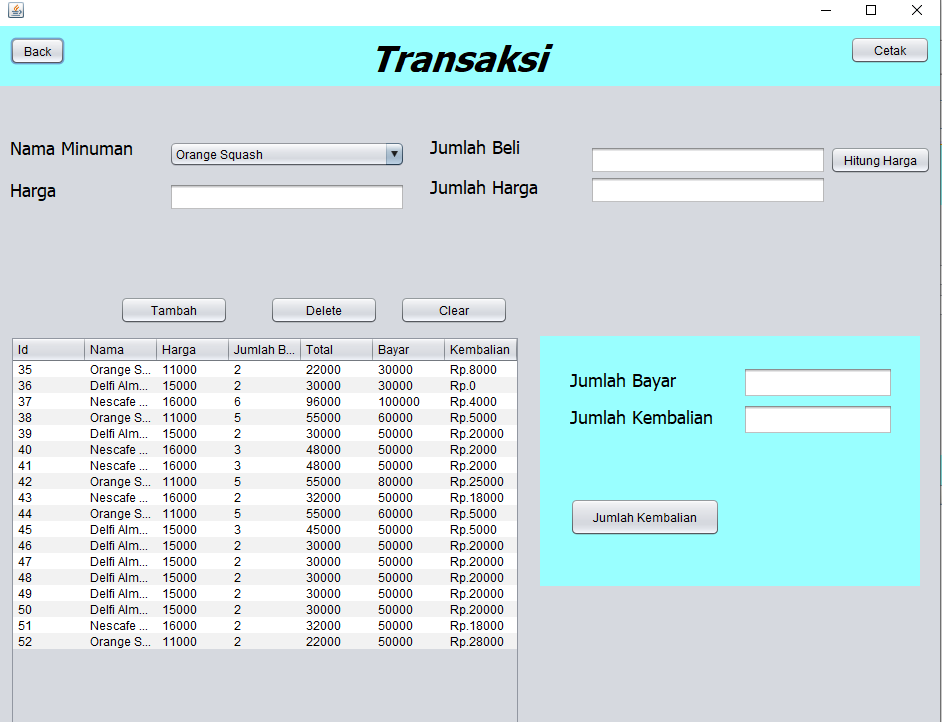 Back
Transaksi
Cetak
Nama Minuman
Orange Squash
Jumlah Beli
Hitung Harga
Harga
Jumlah Harga
Tambah
Delete
Clear
Id Nama Harga Jumlah B... Total Bayar Kembalian
35 Orange S... 11000 2 22000 30000 Rp.8000
36 Delfi Alm... 15000 2 30000 30000 Rp.0
37 Nescafe ... 16000 6 96000 100000 Rp.4000
38 Orange S... 11000 5 55000 60000 Rp.5000
39 Delfi Alm... 15000 2 30000 50000 Rp.20000
40 Nescafe ... 16000 3 48000 50000 Rp.2000
41 Nescafe ... 16000 3 48000 50000 Rp.2000
42 Orange S... 11000 5 55000 80000 Rp.25000
43 Nescafe ... 16000 2 32000 50000 Rp.18000
44 Orange S... 11000 5 55000 60000 Rp.5000
45 Delfi Alm... 15000 3 45000 50000 Rp.5000
46 Delfi Alm... 15000 2 30000 50000 Rp.20000
47 Delfi Alm... 15000 2 30000 50000 Rp.20000
48 Delfi Alm... 15000 2 30000 50000 Rp.20000
49 Delfi Alm... 15000 2 30000 50000 Rp.20000
50 Delfi Alm... 15000 2 30000 50000 Rp.20000
51 Nescafe ... 16000 2 32000 50000 Rp.18000
52 Orange S... 11000 2 22000 50000 Rp.28000
Jumlah Bayar
Jumlah Kembalian
Jumlah Kembalian